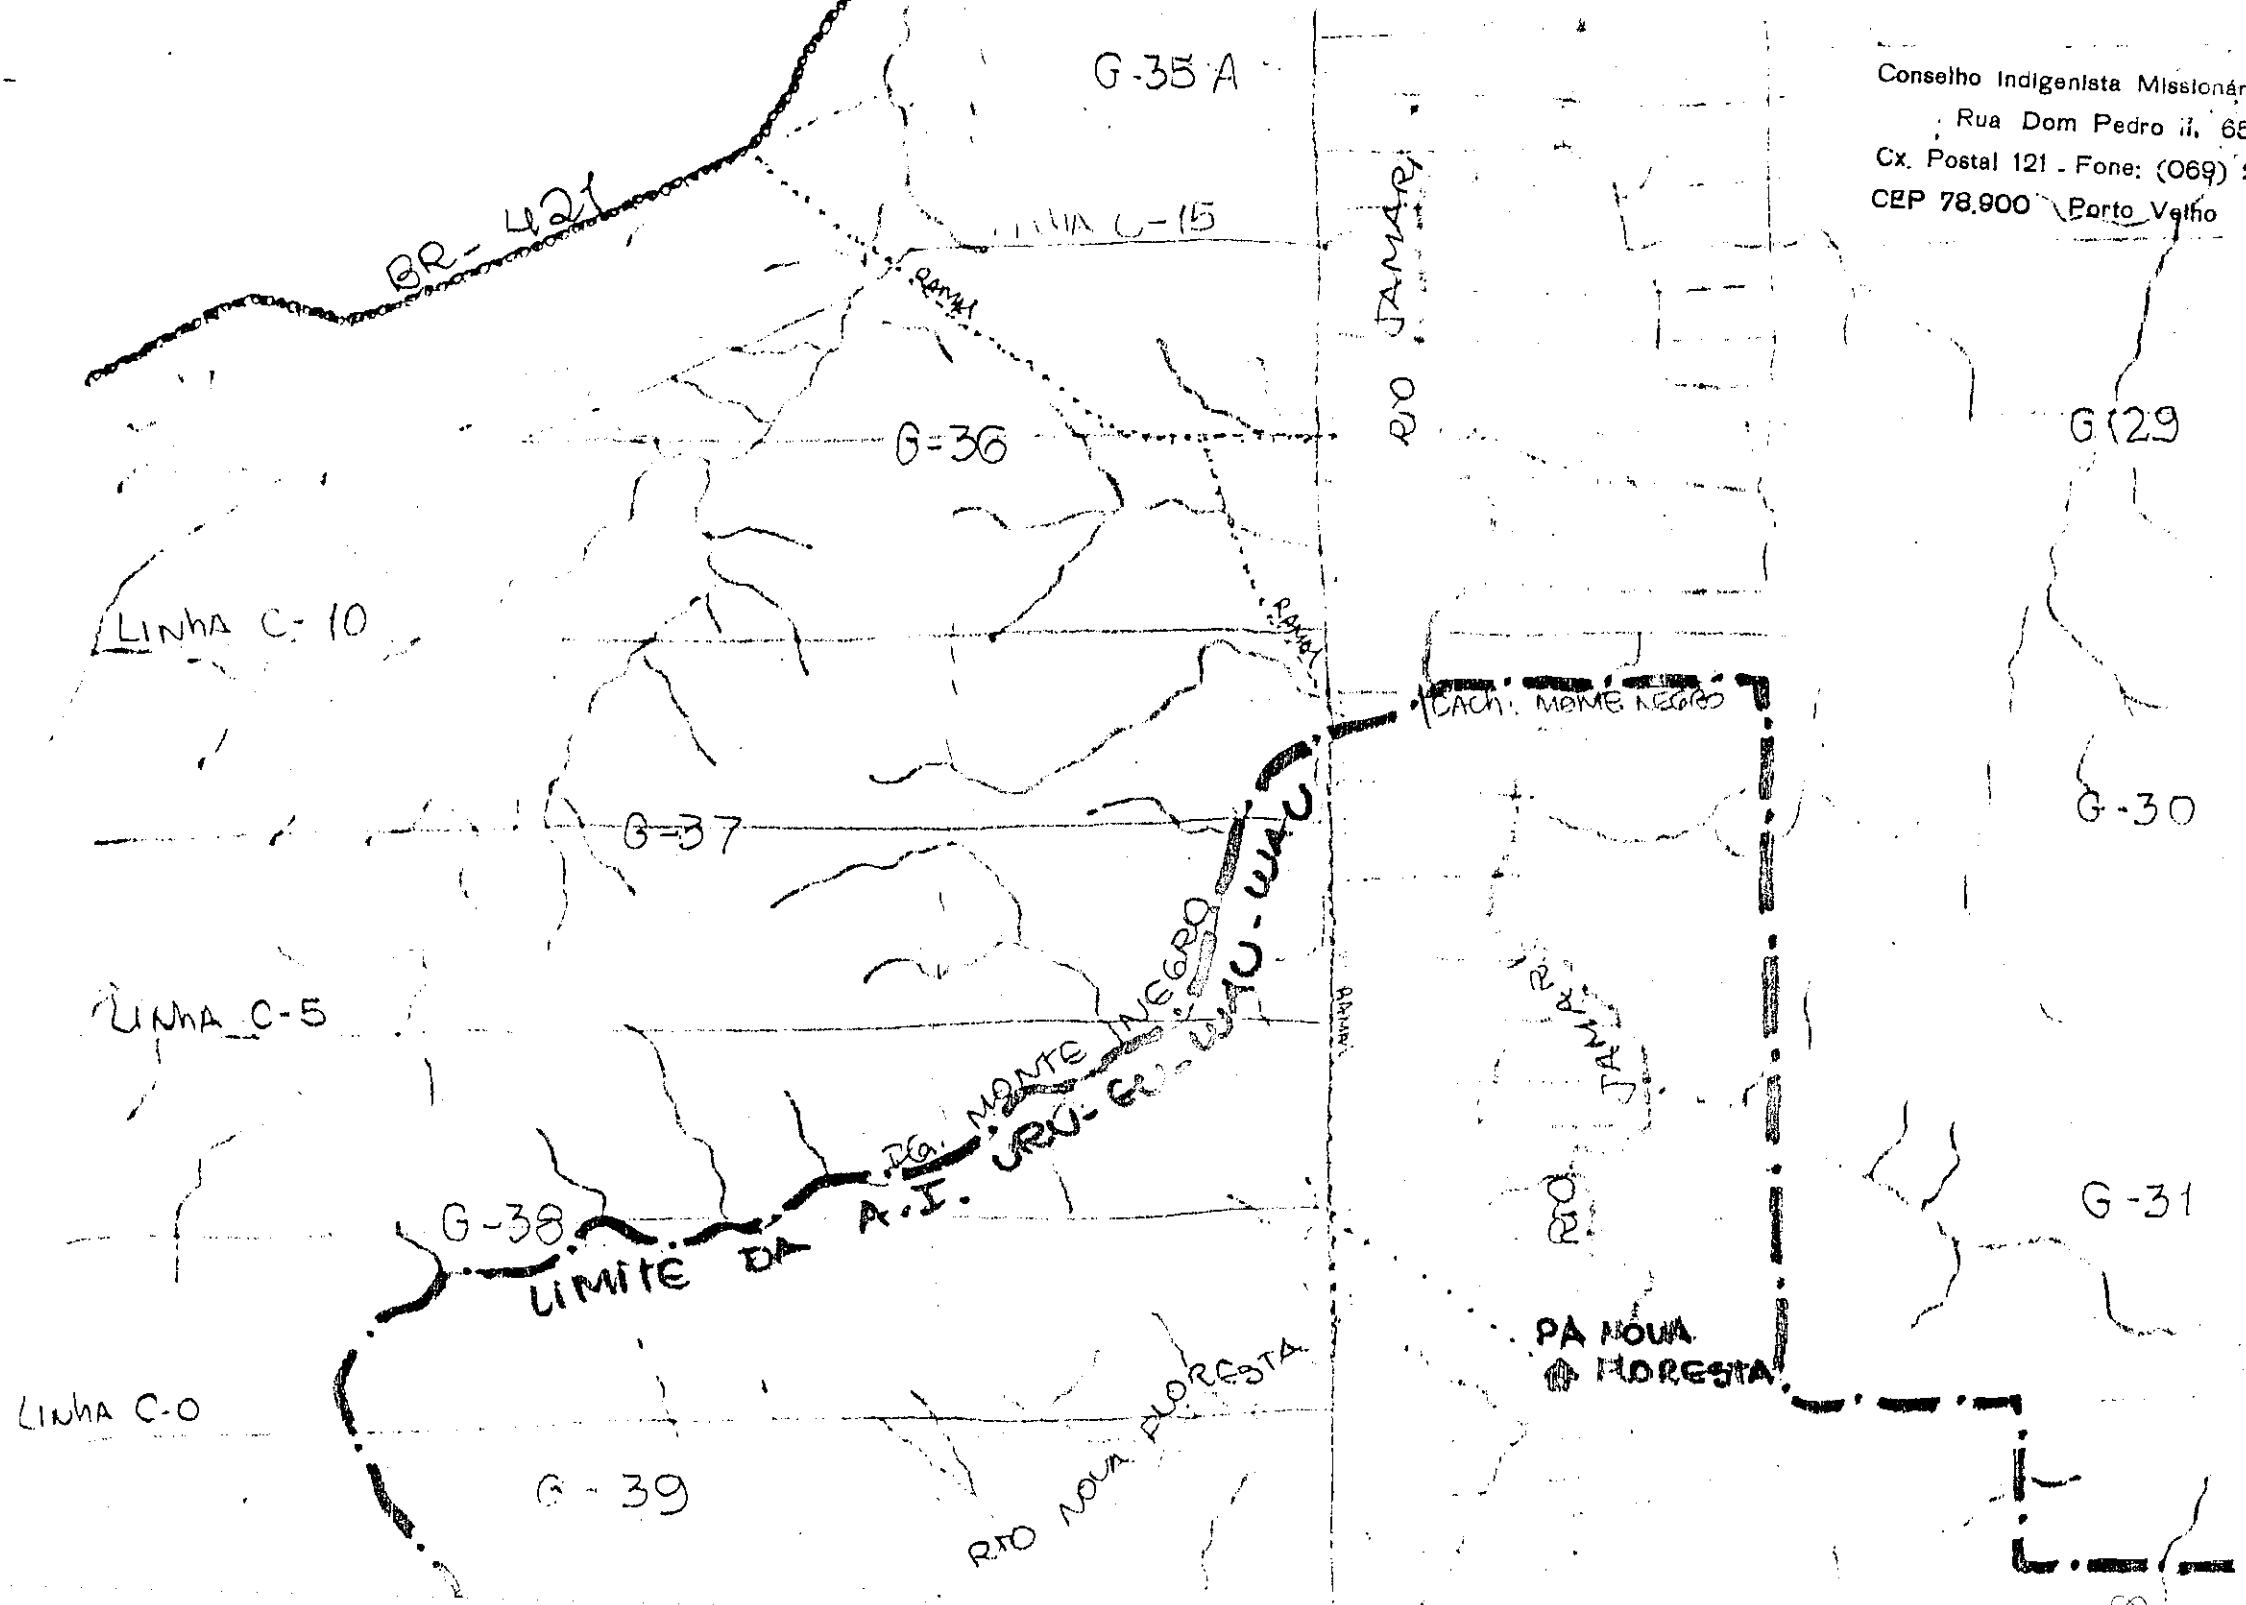 G-35 A
Conselho Indigenista Missionár
Rua Dom Pedro II, 65
Cx. Postal 121 - Fone: (069)
CEP 78.900 Porto Velho
BR-421
LINHA C-15
RIO JAMARI
RAMAL
G-36
G-29
LINHA C-10
RAMAL
CACH. MONTE NEGRO
G-37
G-30
LINHA C-5
IG. MONTE NEGRO
RIO JAMARI
G-38
LIMITE DA A.I. URU-EU-WAU-WAU
G-31
PA NOVA
FLORESTA
LINHA C-0
G-39
RIO NOVA FLORESTA